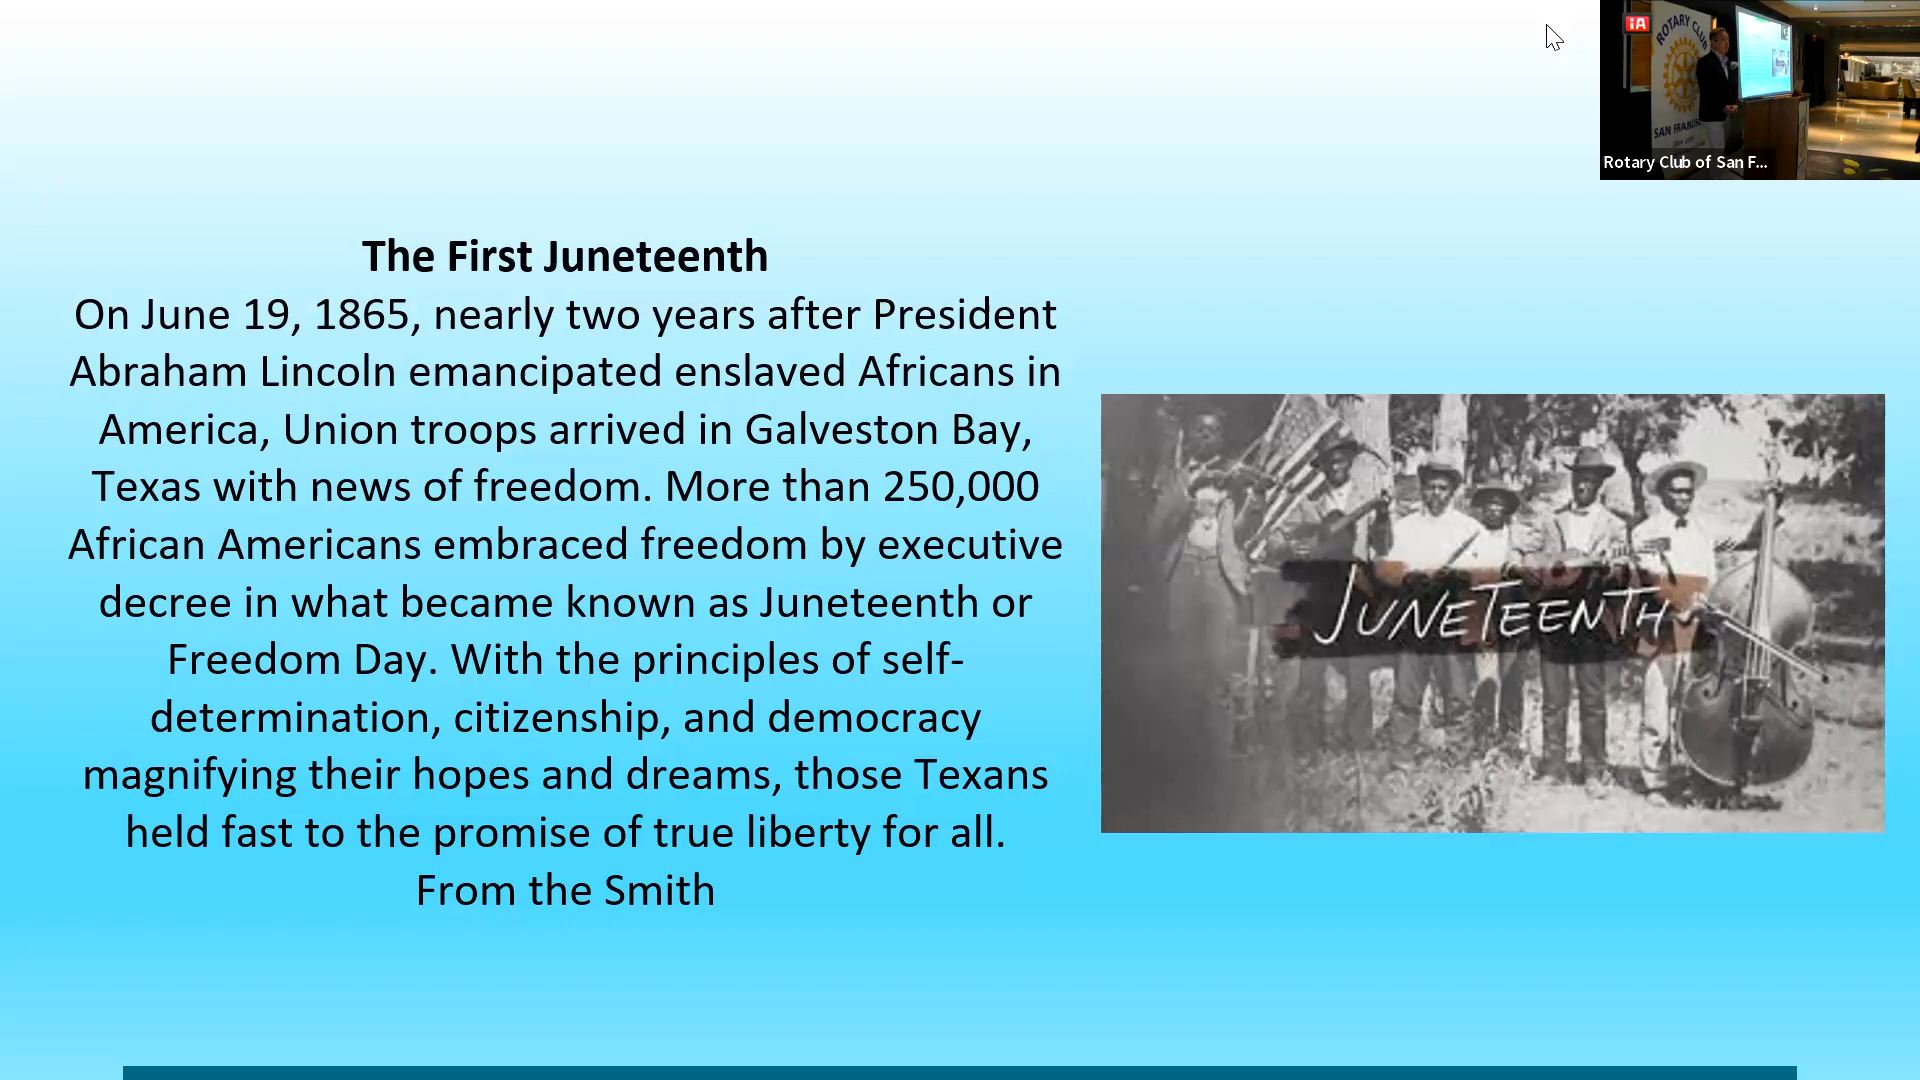 iA
ROTARY CLUB
SAN FRANCIS
Rotary Club of San F...
The First Juneteenth
On June 19, 1865, nearly two years after President
Abraham Lincoln emancipated enslaved Africans in
America, Union troops arrived in Galveston Bay,
Texas with news of freedom. More than 250,000
African Americans embraced freedom by executive
decree in what became known as Juneteenth or
Freedom Day. With the principles of self-
determination, citizenship, and democracy
magnifying their hopes and dreams, those Texans
held fast to the promise of true liberty for all.
From the Smith
JUNETEENTH